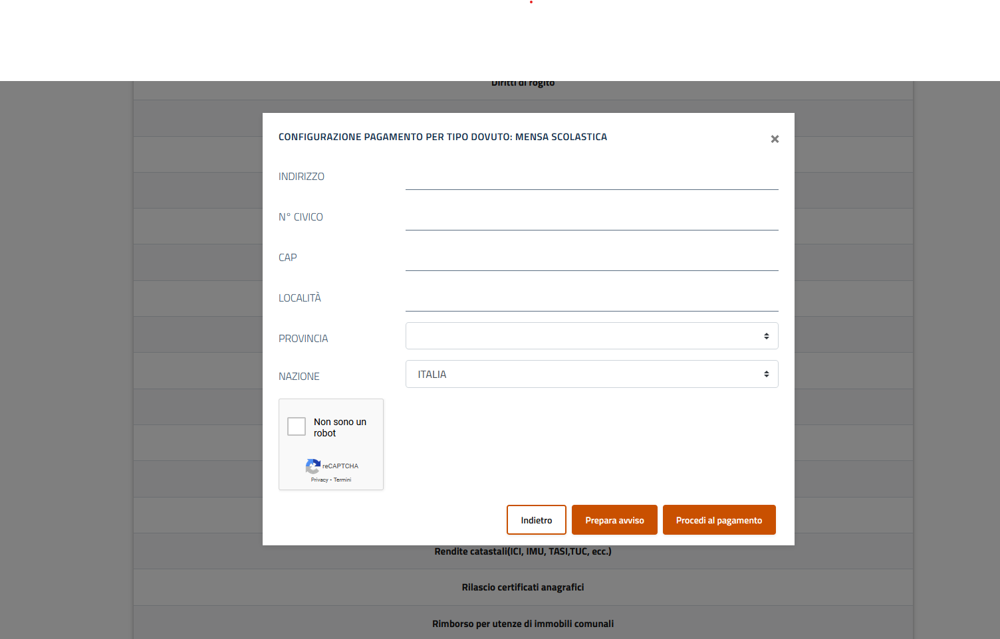 Diritti di rogito
CONFIGURAZIONE PAGAMENTO PER TIPO DOVUTO: MENSA SCOLASTICA
INDIRIZZO
N° CIVICO
CAP
LOCALITÀ
PROVINCIA
NAZIONE
ITALIA
Non sono un
robot
reCAPTCHA
Privacy - Termini
Indietro
Prepara avviso
Procedi al pagamento
Rendite catastali(ICI, IMU, TASI,TUC, ecc.)
Rilascio certificati anagrafici
Rimborso per utenze di immobili comunali